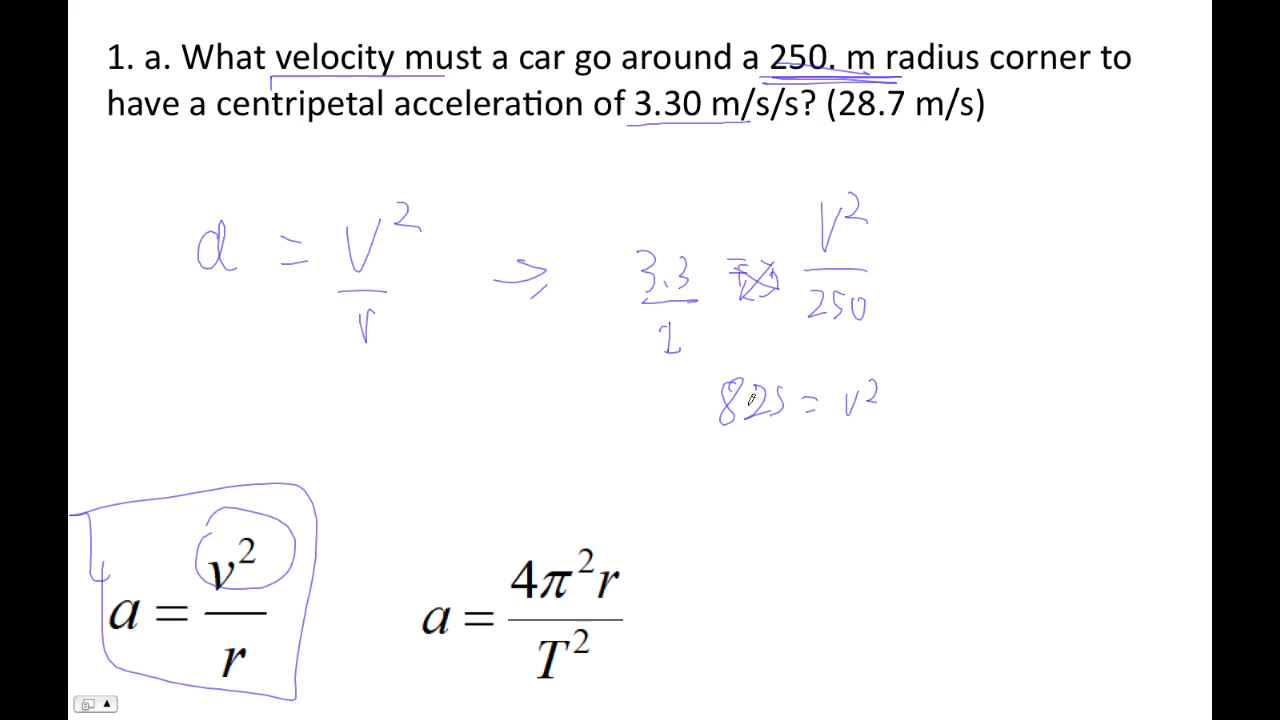 1. a. What velocity must a car go around a 250. m radius corner to
have a centripetal acceleration of 3.30 m/s/s? (28.7 m/s)
a = v²/r ⇒ 3.3/1 = v²/250
825 = v²
a = v²/r
a = 4π²r/T²